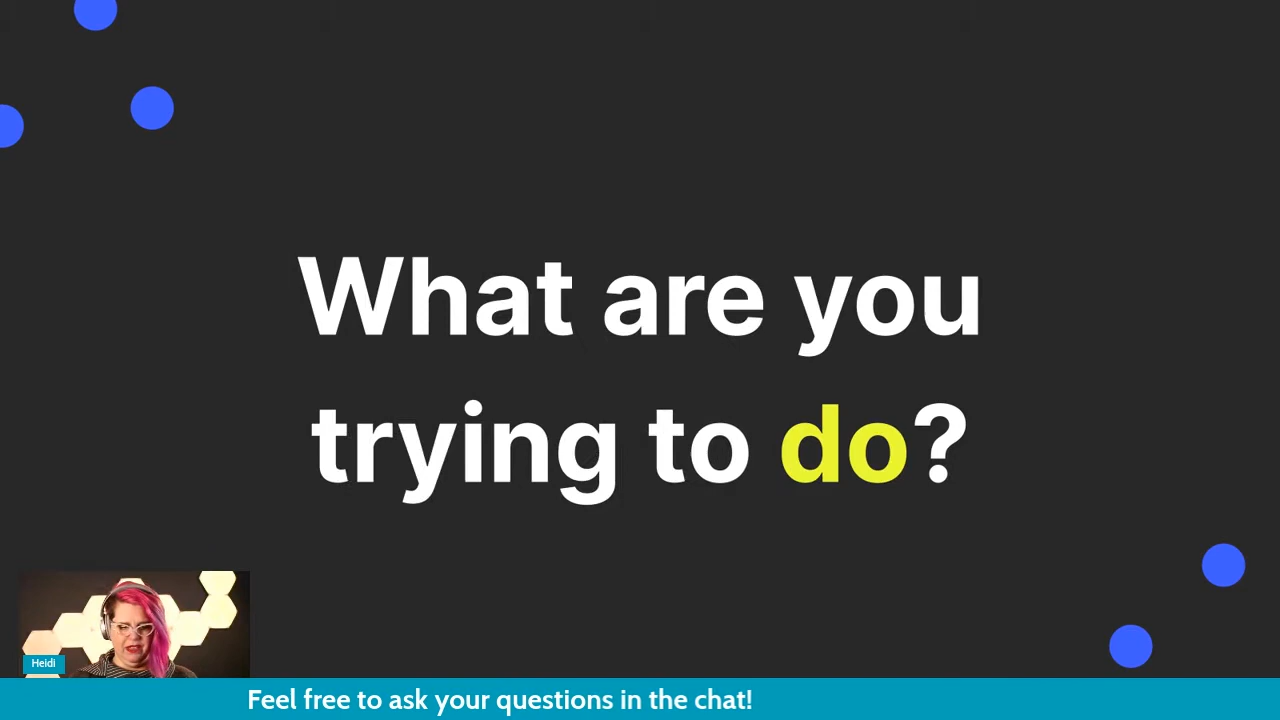 What are you
trying to do?
Heidi
Feel free to ask your questions in the chat!